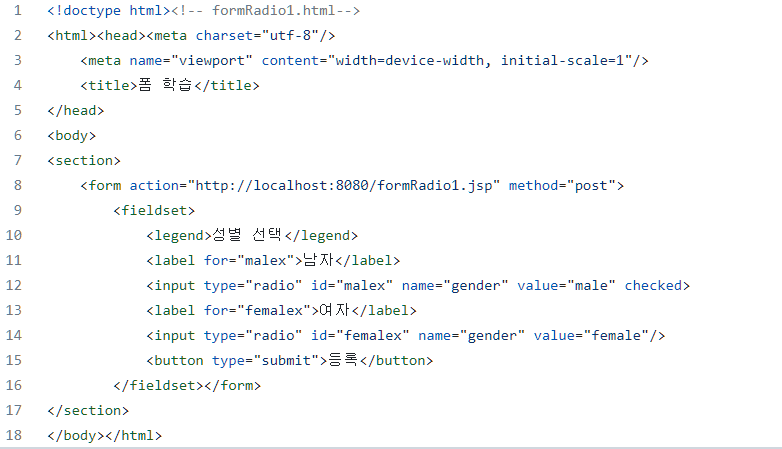 1 <!doctype html><!-- formRadio1.html-->
2 <html><head><meta charset="utf-8"/>
3 <meta name="viewport" content="width=device-width, initial-scale=1"/>
4 <title>폼 학습</title>
5 </head>
6 <body>
7 <section>
8 <form action="http://localhost:8080/formRadio1.jsp" method="post">
9 <fieldset>
10 <legend>성별 선택</legend>
11 <label for="malex">남자</label>
12 <input type="radio" id="malex" name="gender" value="male" checked>
13 <label for="femalex">여자</label>
14 <input type="radio" id="femalex" name="gender" value="female"/>
15 <button type="submit">등록</button>
16 </fieldset></form>
17 </section>
18 </body></html>